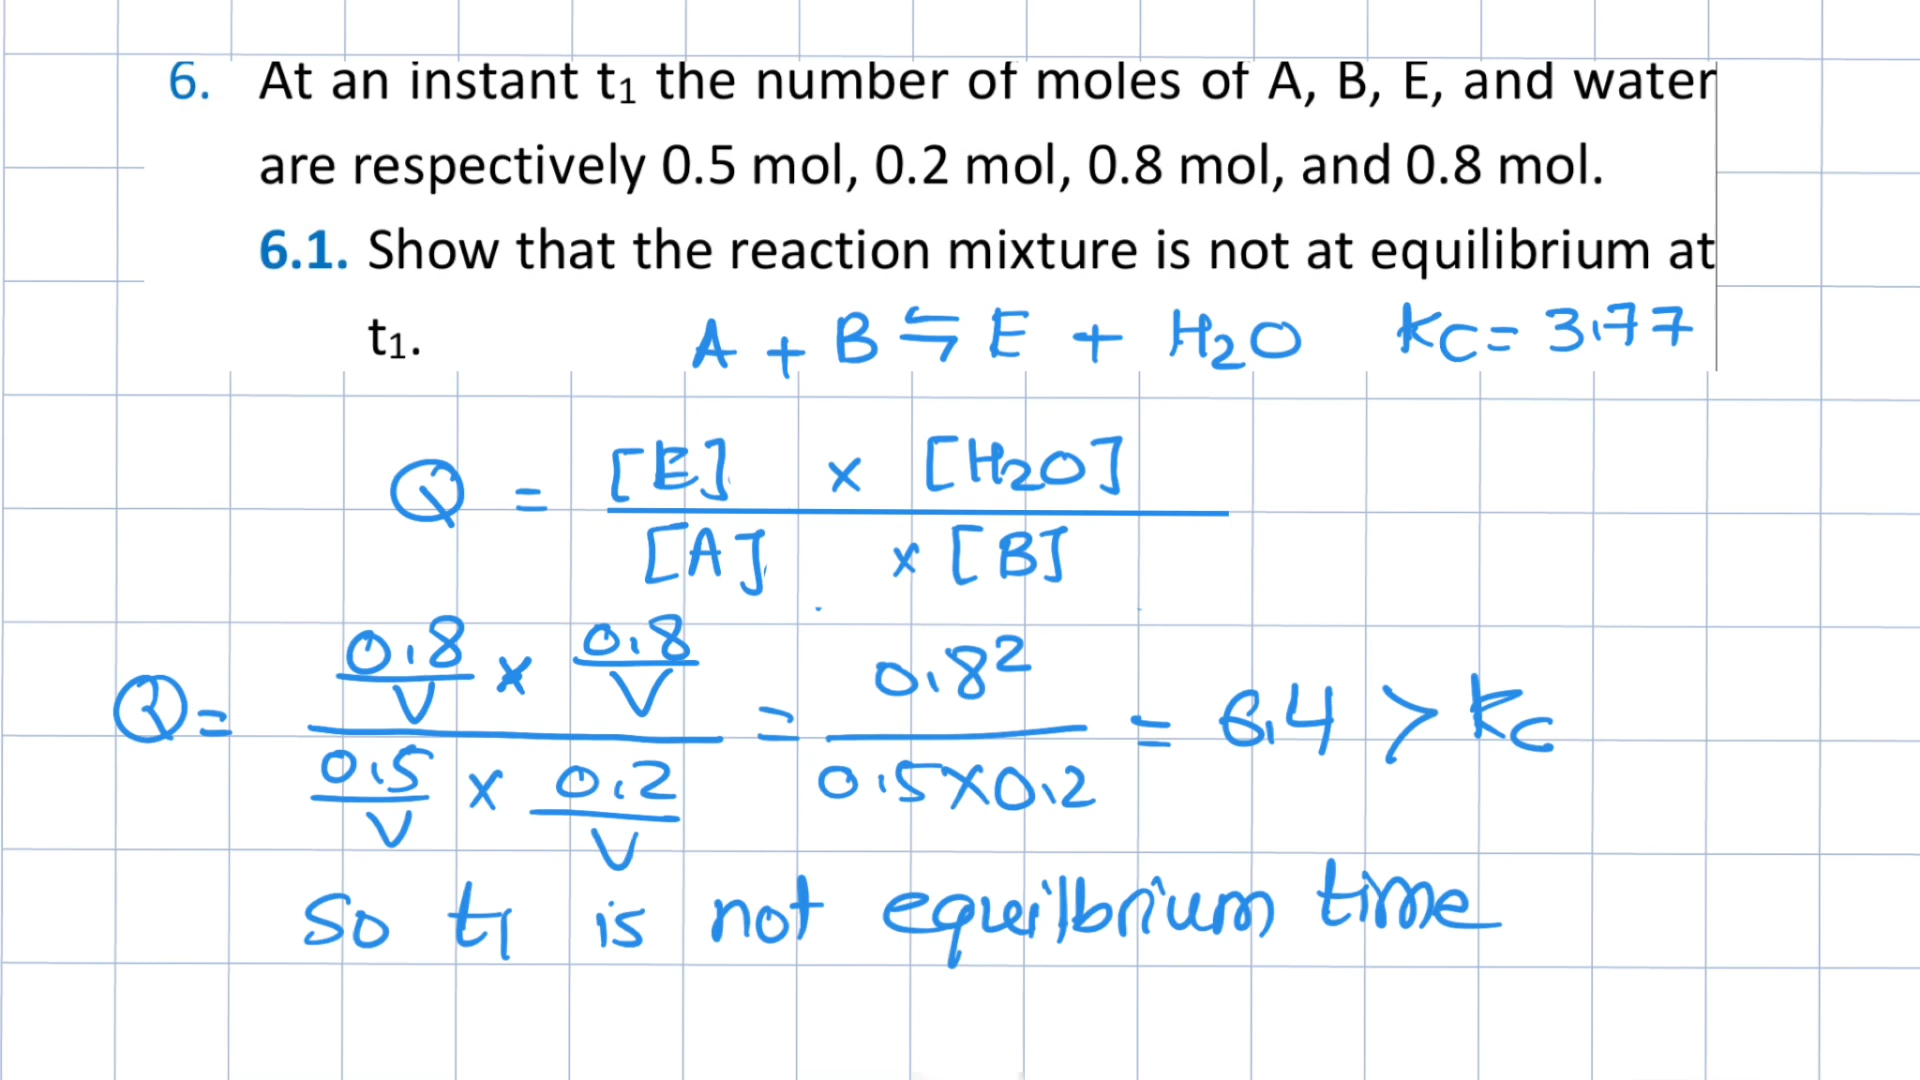 6. At an instant t₁ the number of moles of A, B, E, and water
are respectively 0.5 mol, 0.2 mol, 0.8 mol, and 0.8 mol.
6.1. Show that the reaction mixture is not at equilibrium at
t₁. A + B ⇆ E + H₂O Kc = 3,77
Q = [E] x [H₂O]
[A] x [B]
Q = 0,8/V x 0,8/V = 0,8² = 6,4 > Kc
0,5/V x 0,2/V 0,5x0,2
So t₁ is not equilbrium time